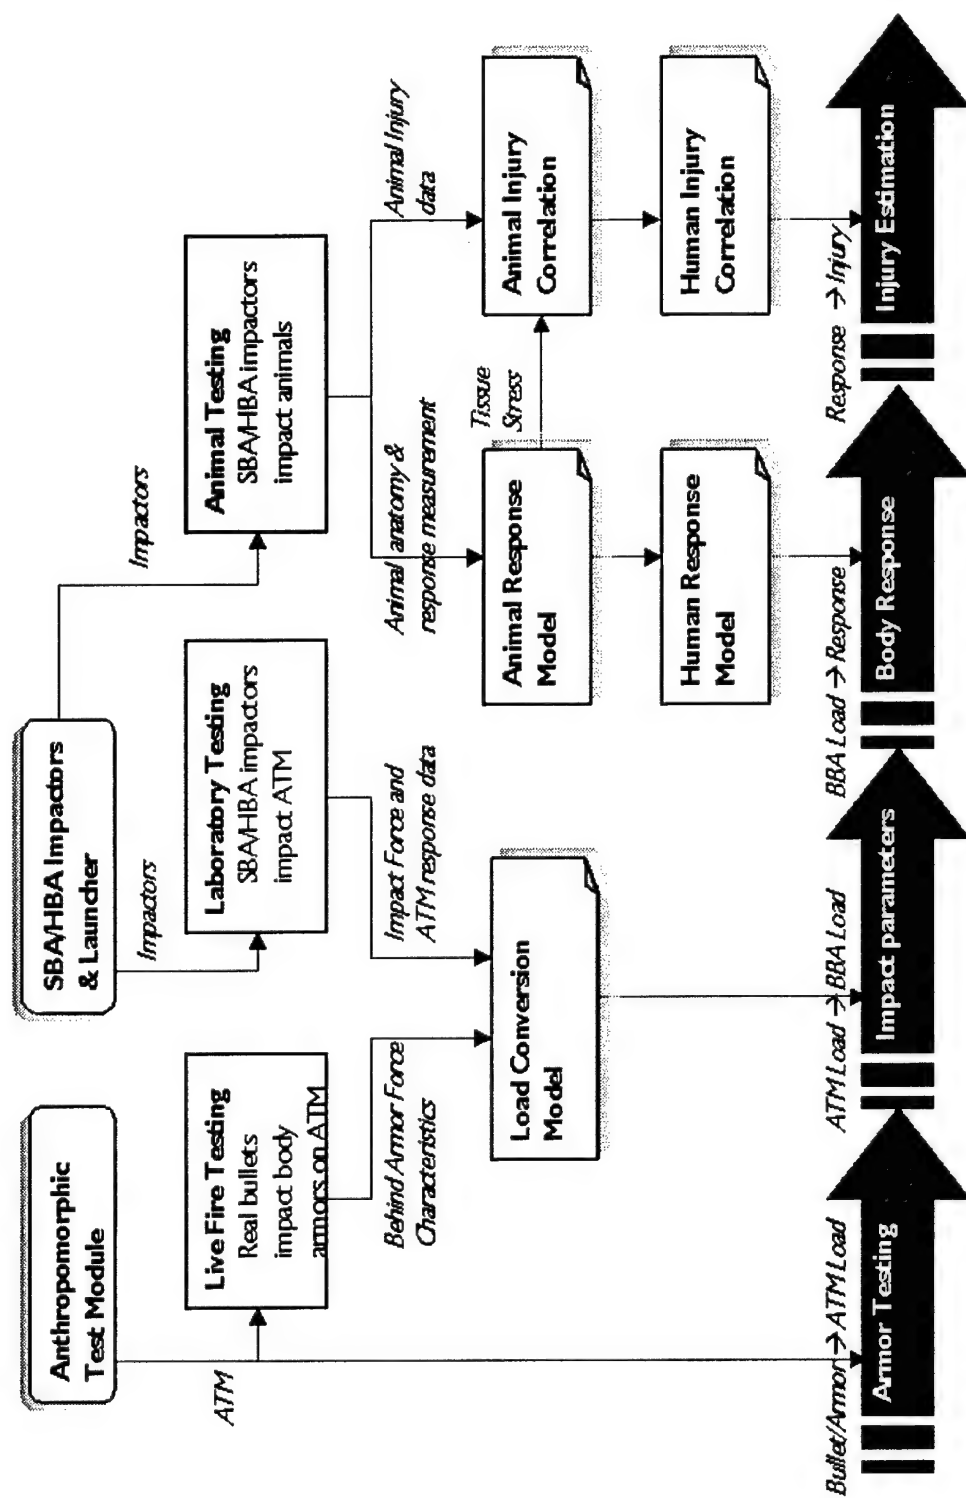 Anthropomorphic
Test Module
SBA/HBA Impactors
& Launcher
ATM
Impactors
Impactors
Live Fire Testing
Real bullets
impact body
armors on ATM
Laboratory Testing
SBA/HBA impactors
impact ATM
Animal Testing
SBA/HBA impactors
impact animals
Behind Armor Force
Characteristics
Impact Force and
ATM response data
Animal anatomy &
response measurement
Animal Injury
data
Load Conversion
Model
Animal Response
Model
Tissue
Stress
Animal Injury
Correlation
Human Response
Model
Human Injury
Correlation
Bullet/Armor → ATM Load
ATM Load → BBA Load
BBA Load → Response
Response → Injury
Armor Testing
Impact parameters
Body Response
Injury Estimation